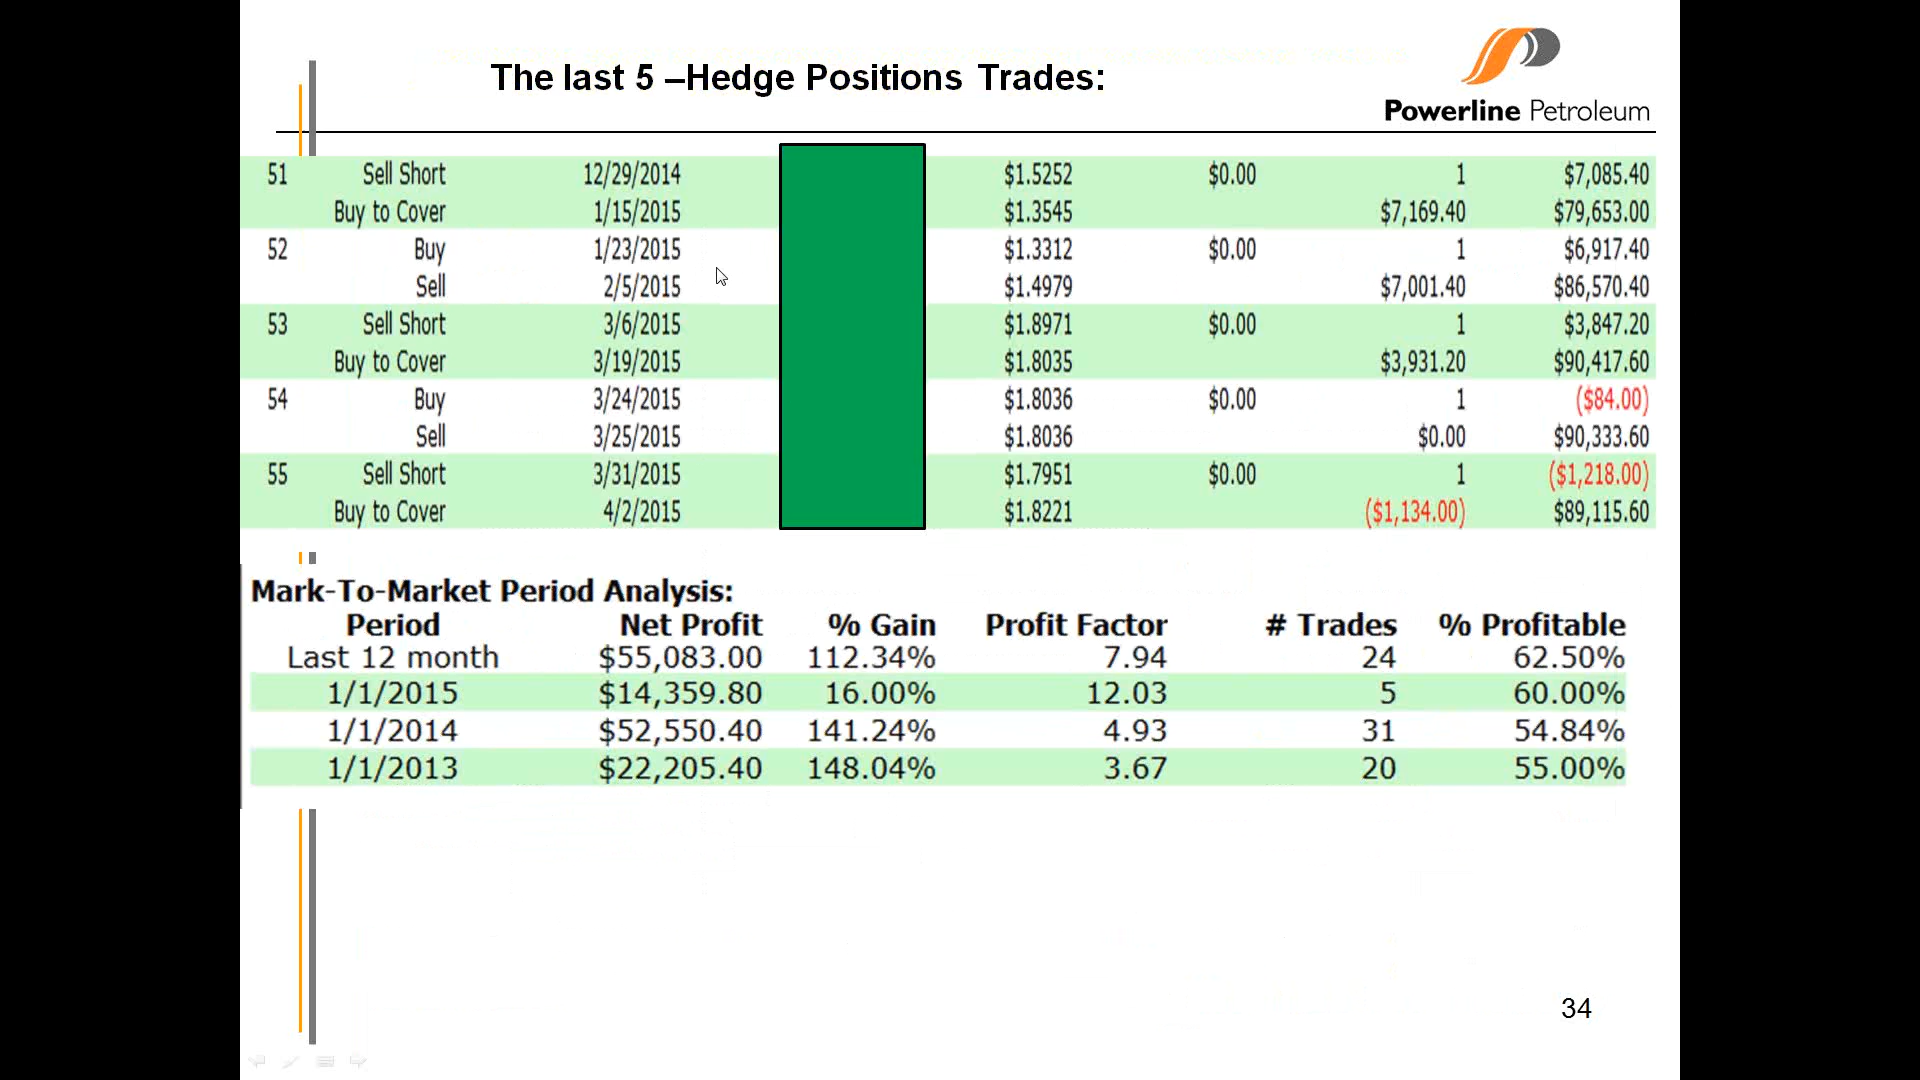 The last 5 –Hedge Positions Trades:
Powerline Petroleum
51 Sell Short 12/29/2014 $1.5252 $0.00 1 $7,085.40
Buy to Cover 1/15/2015 $1.3545 $7,169.40 $79,653.00
52 Buy 1/23/2015 $1.3312 $0.00 1 $6,917.40
Sell 2/5/2015 $1.4979 $7,001.40 $86,570.40
53 Sell Short 3/6/2015 $1.8971 $0.00 1 $3,847.20
Buy to Cover 3/19/2015 $1.8035 $3,931.20 $90,417.60
54 Buy 3/24/2015 $1.8036 $0.00 1 ($84.00)
Sell 3/25/2015 $1.8036 $0.00 $90,333.60
55 Sell Short 3/31/2015 $1.7951 $0.00 1 ($1,218.00)
Buy to Cover 4/2/2015 $1.8221 ($1,134.00) $89,115.60
Mark-To-Market Period Analysis:
Period Net Profit % Gain Profit Factor # Trades % Profitable
Last 12 month $55,083.00 112.34% 7.94 24 62.50%
1/1/2015 $14,359.80 16.00% 12.03 5 60.00%
1/1/2014 $52,550.40 141.24% 4.93 31 54.84%
1/1/2013 $22,205.40 148.04% 3.67 20 55.00%
34